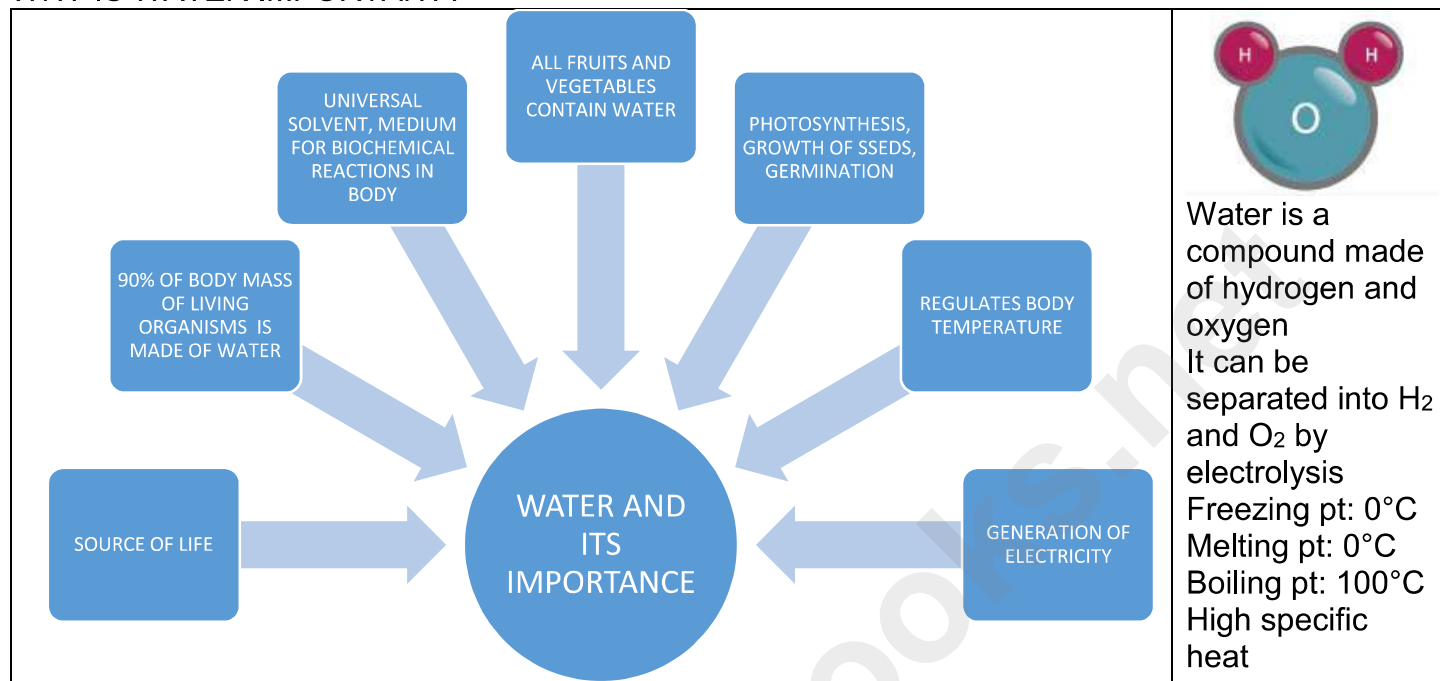 SOURCE OF LIFE
90% OF BODY MASS
OF LIVING
ORGANISMS IS
MADE OF WATER
UNIVERSAL
SOLVENT, MEDIUM
FOR BIOCHEMICAL
REACTIONS IN
BODY
ALL FRUITS AND
VEGETABLES
CONTAIN WATER
PHOTOSYNTHESIS,
GROWTH OF SSEDS,
GERMINATION
REGULATES BODY
TEMPERATURE
GENERATION OF
ELECTRICITY
WATER AND
ITS
IMPORTANCE
H
H
O
Water is a
compound made
of hydrogen and
oxygen
It can be
separated into H₂
and O₂ by
electrolysis
Freezing pt: 0°C
Melting pt: 0°C
Boiling pt: 100°C
High specific
heat
ooks.net